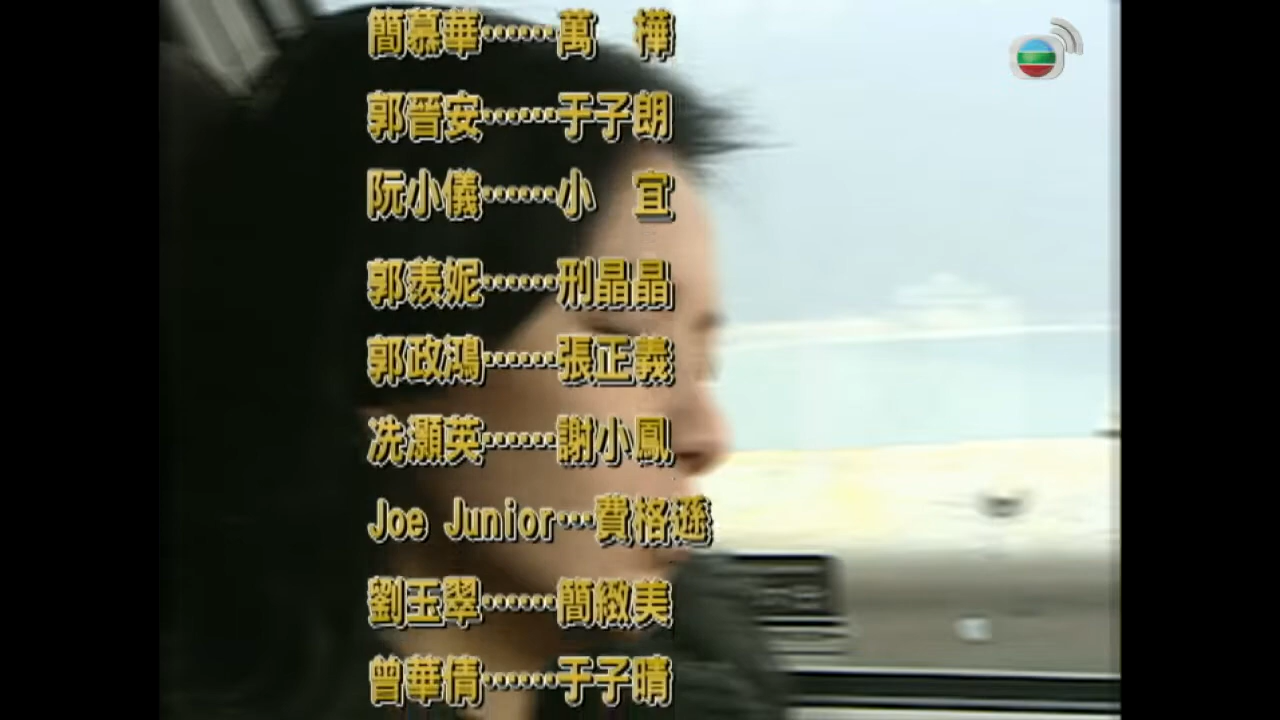 簡慕華……萬　樺
郭晉安……于子朗
阮小儀……小　宜
郭羨妮……刑晶晶
郭政鴻……張正義
冼灝英……謝小鳳
Joe Junior…費格遜
劉玉翠……簡緻美
曾華倩……于子晴